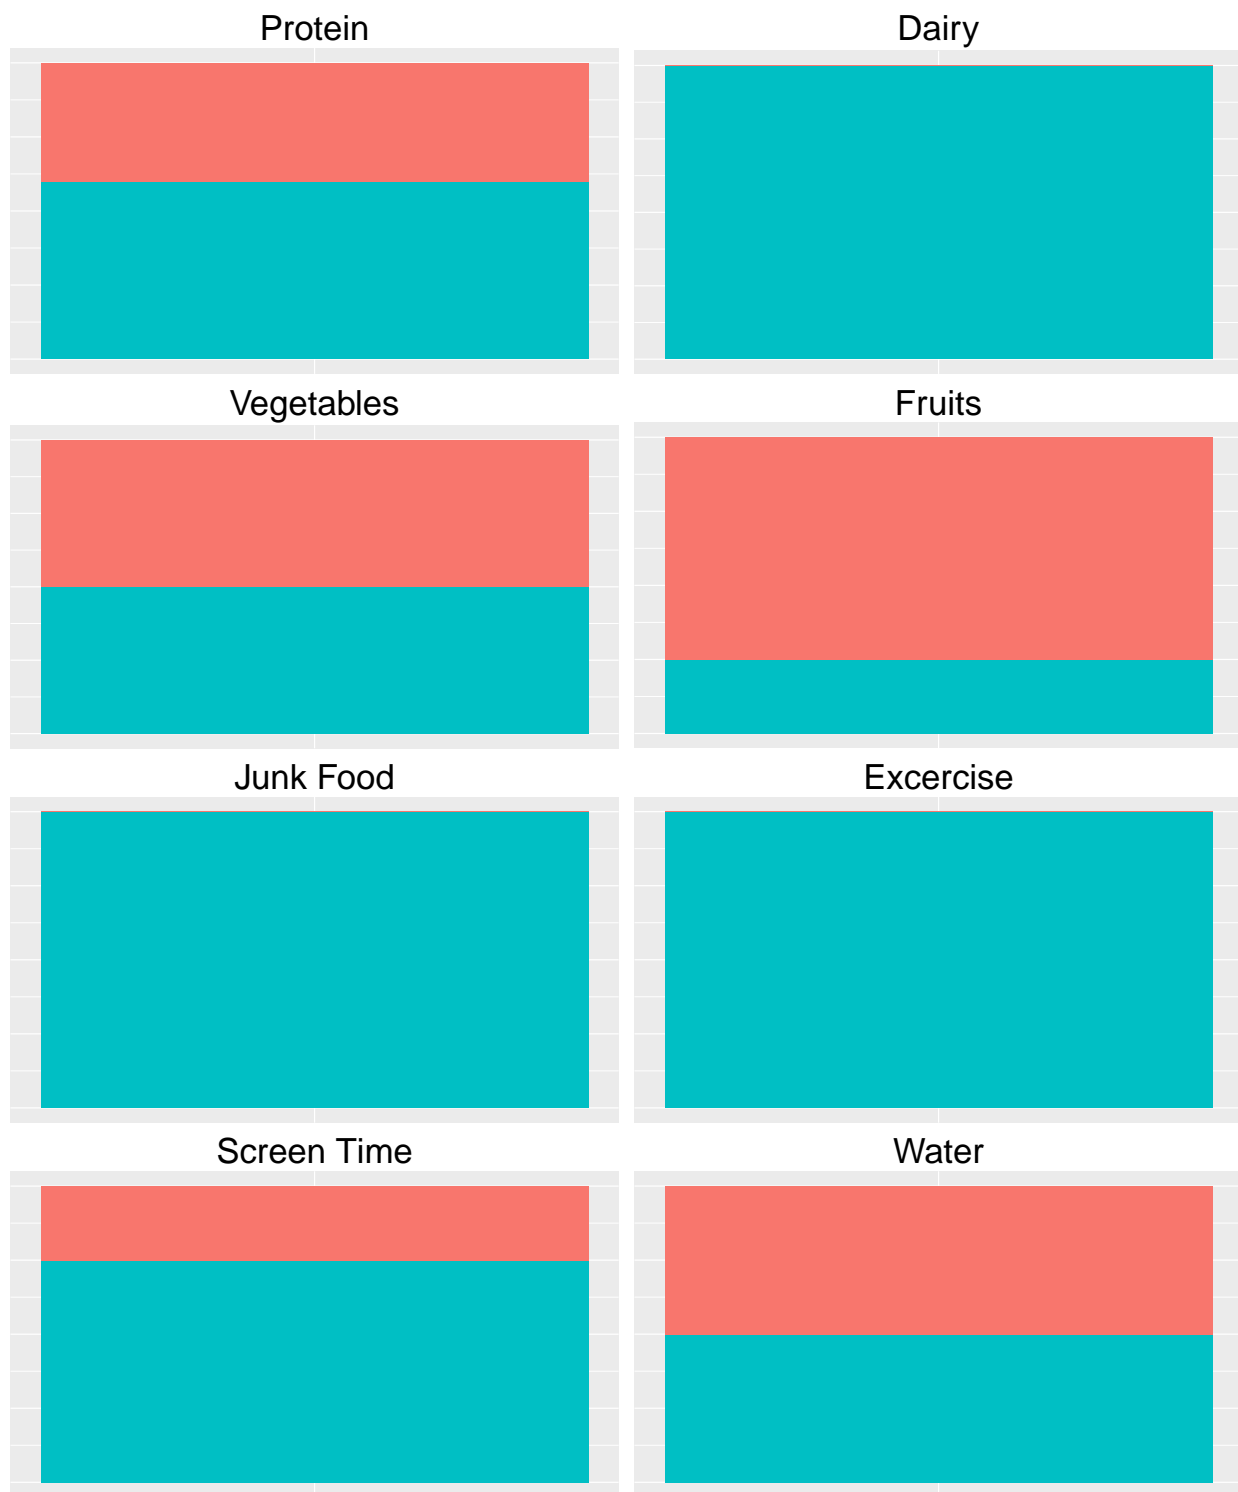 Protein
Dairy
Vegetables
Fruits
Junk Food
Excercise
Screen Time
Water